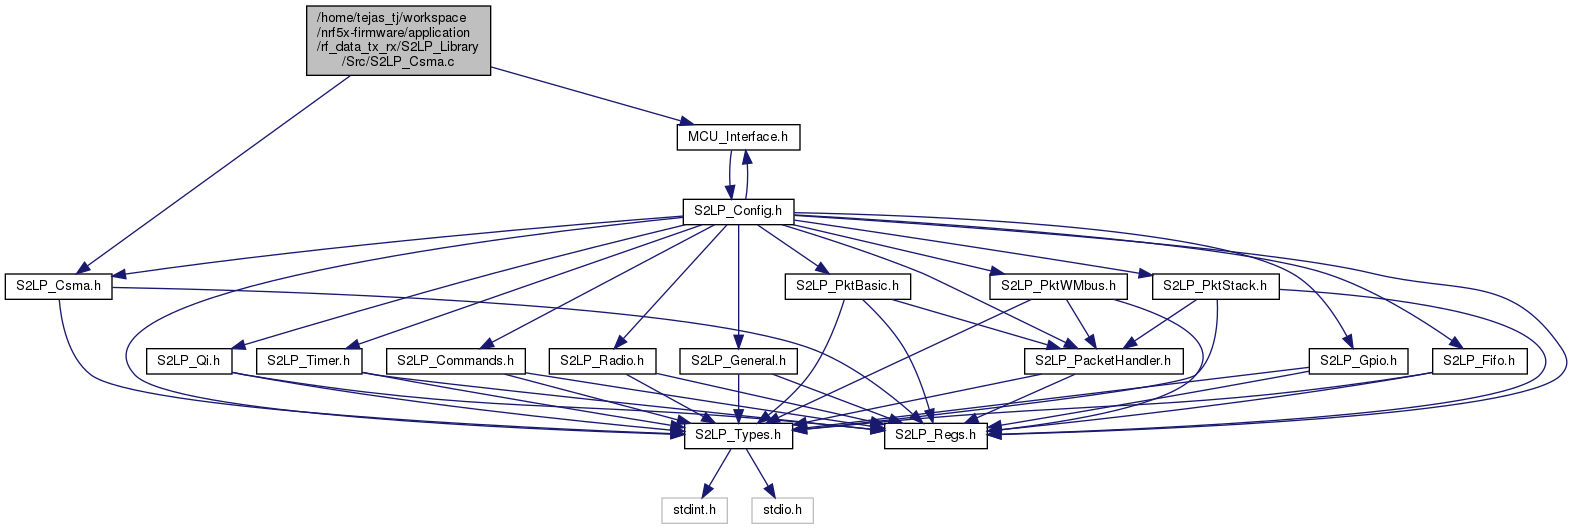 /home/tejas_tj/workspace
/nrf5x-firmware/application
/rf_data_tx_rx/S2LP_Library
/Src/S2LP_Csma.c
MCU_Interface.h
S2LP_Config.h
S2LP_Csma.h
S2LP_PktBasic.h
S2LP_PktWMbus.h
S2LP_PktStack.h
S2LP_Qi.h
S2LP_Timer.h
S2LP_Commands.h
S2LP_Radio.h
S2LP_General.h
S2LP_PacketHandler.h
S2LP_Gpio.h
S2LP_Fifo.h
S2LP_Types.h
S2LP_Regs.h
stdint.h
stdio.h